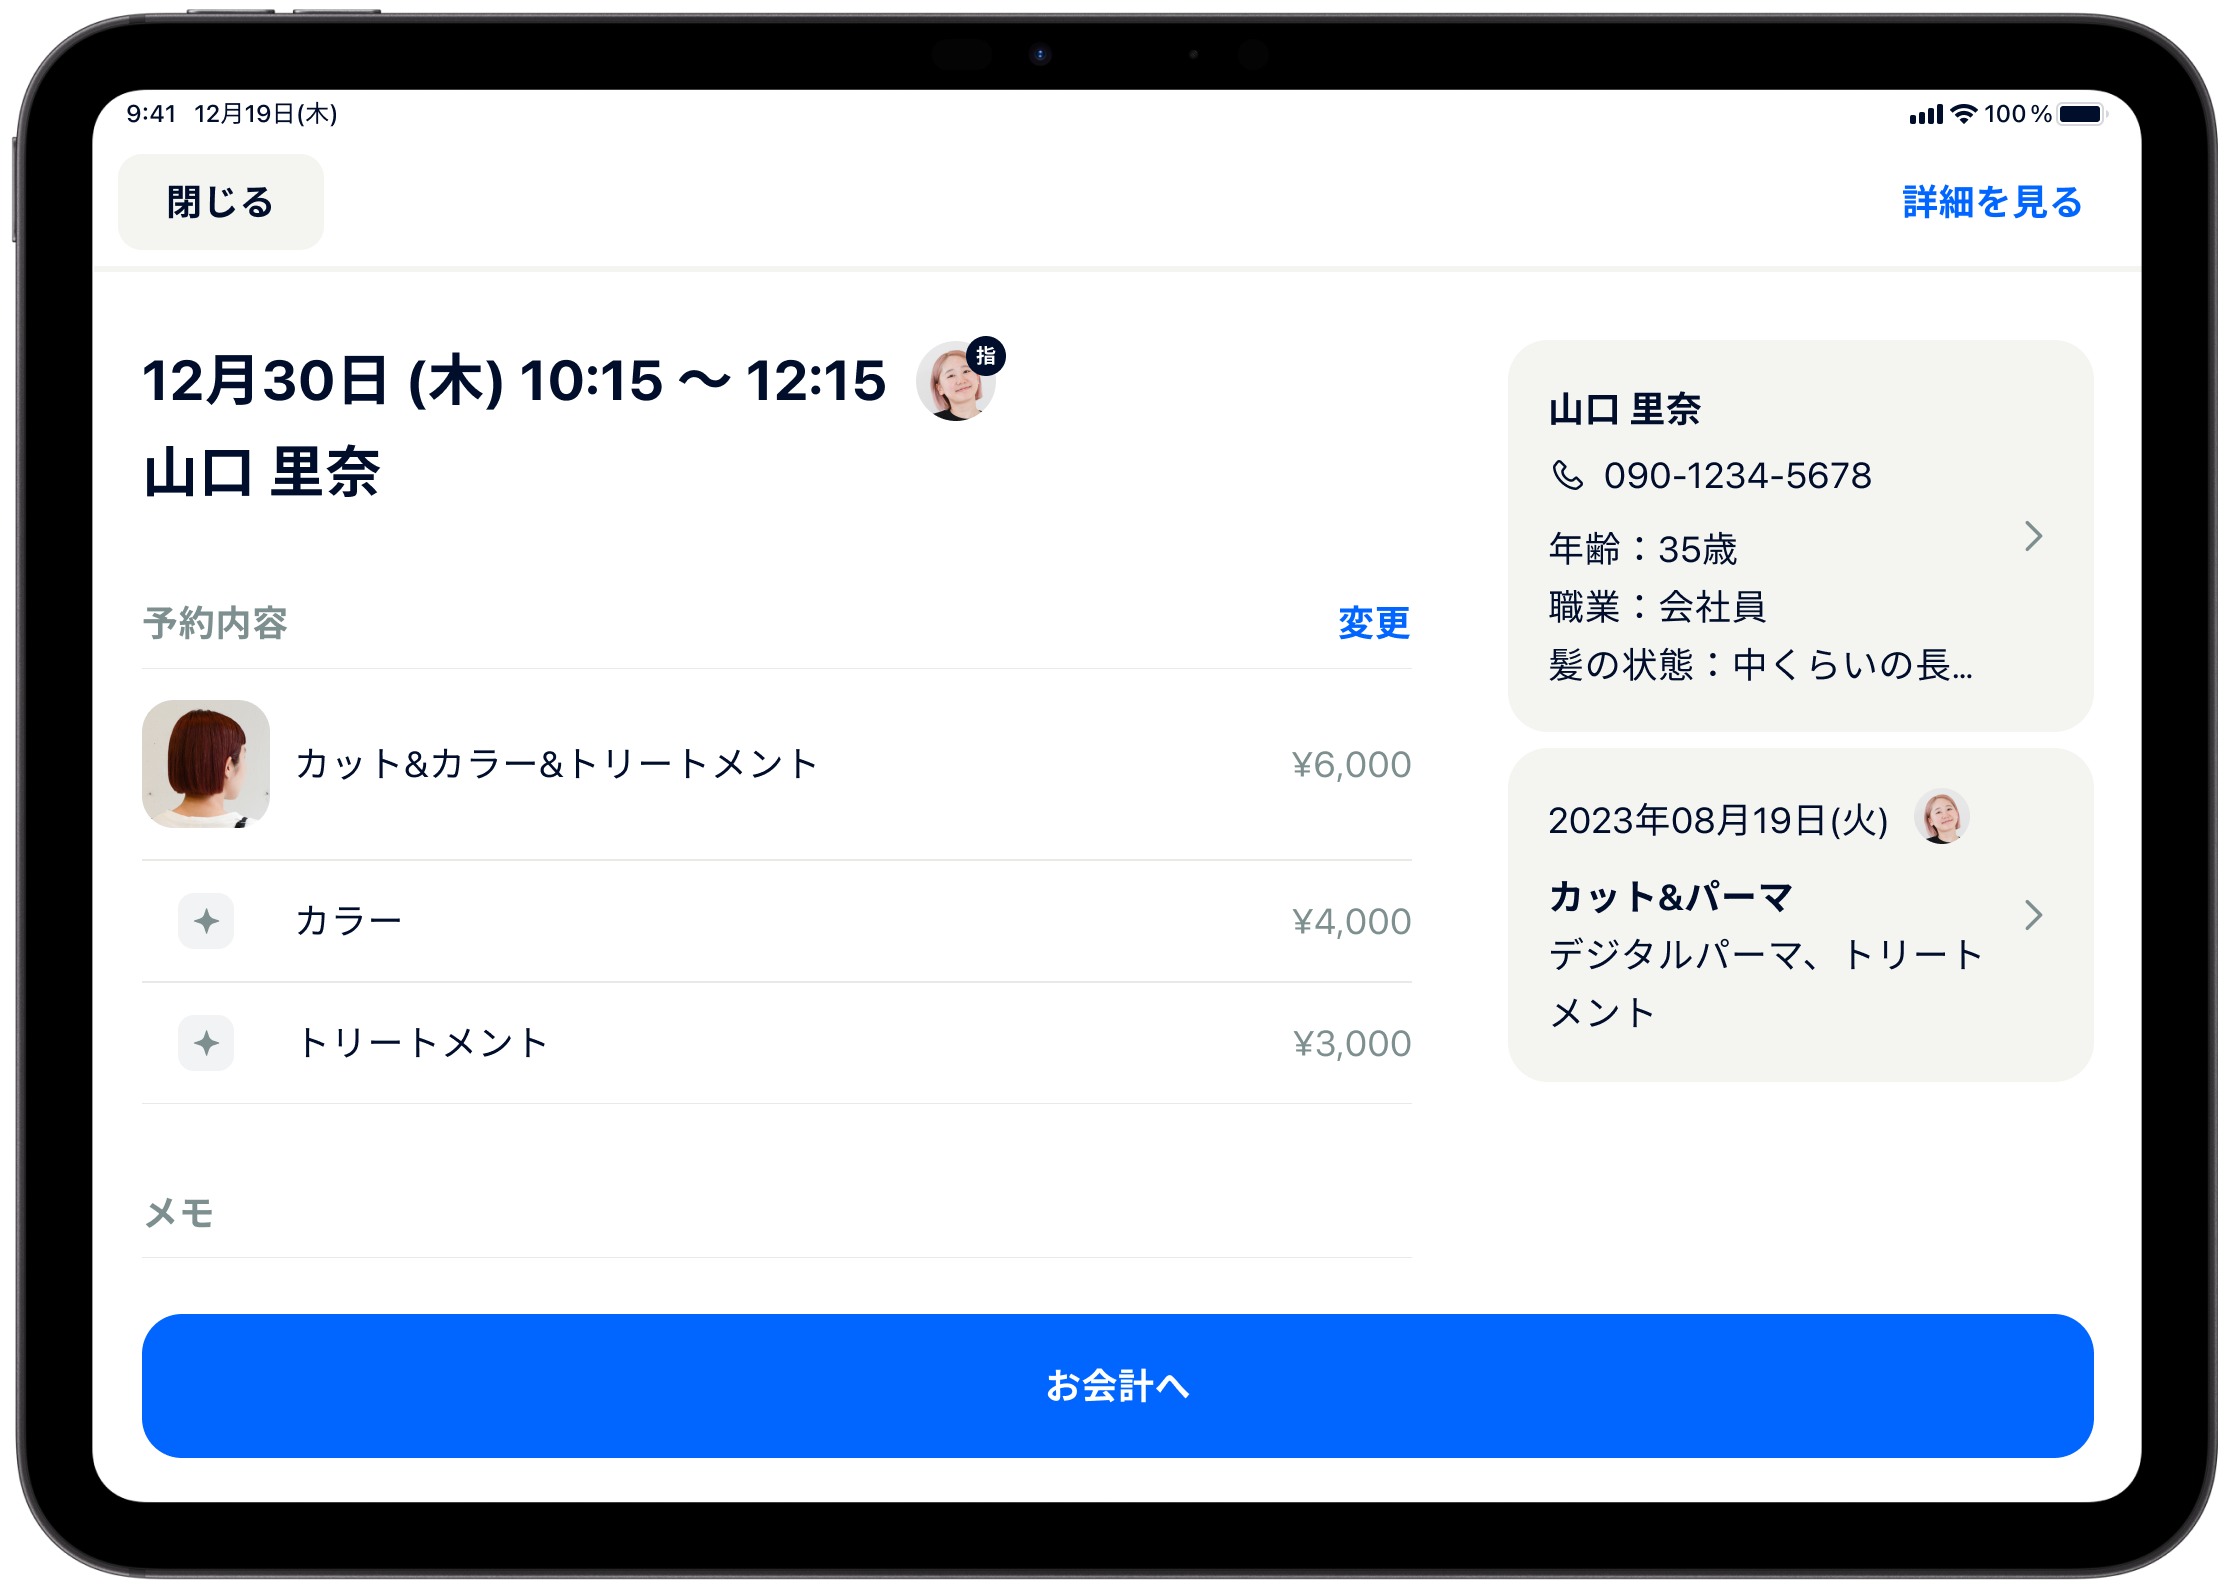 9:41 12月19日(木)
100%
閉じる
詳細を見る
12月30日 (木) 10:15 〜 12:15
指
山口 里奈
予約内容
変更
カット&カラー&トリートメント
¥6,000
カラー
¥4,000
トリートメント
¥3,000
メモ
山口 里奈
090-1234-5678
年齢：35歳
職業：会社員
髪の状態：中くらいの長...
2023年08月19日(火)
カット&パーマ
デジタルパーマ、トリート
メント
お会計へ